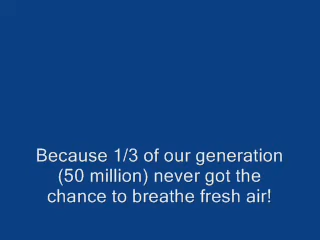 Because 1/3 of our generation
(50 million) never got the
chance to breathe fresh air!